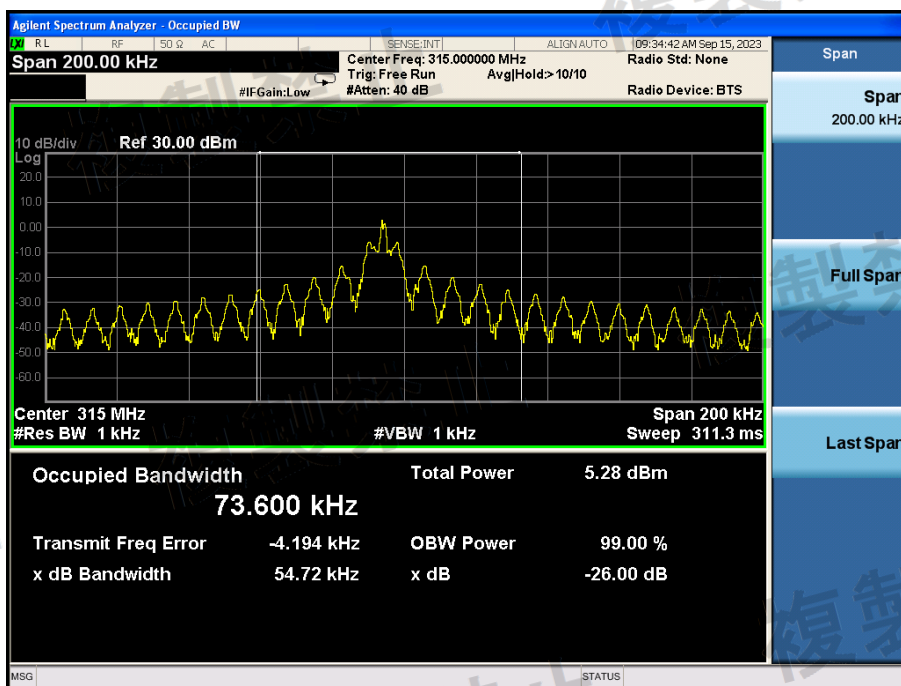 Agilent Spectrum Analyzer - Occupied BW
LXI RL RF 50 Ω AC SENSE:INT ALIGN AUTO 09:34:42 AM Sep 15, 2023
Span 200.00 kHz
Center Freq: 315.000000 MHz
Radio Std: None
Trig: Free Run Avg|Hold:>10/10
#IFGain:Low
#Atten: 40 dB
Radio Device: BTS
10 dB/div Ref 30.00 dBm
Log
20.0
10.0
0.00
-10.0
-20.0
-30.0
-40.0
-50.0
-60.0
Center 315 MHz Span 200 kHz
#Res BW 1 kHz #VBW 1 kHz Sweep 311.3 ms
Occupied Bandwidth Total Power 5.28 dBm
73.600 kHz
Transmit Freq Error -4.194 kHz OBW Power 99.00 %
x dB Bandwidth 54.72 kHz x dB -26.00 dB
MSG STATUS
Span
Span
200.00 kHz
Full Span
Last Span
複製禁止